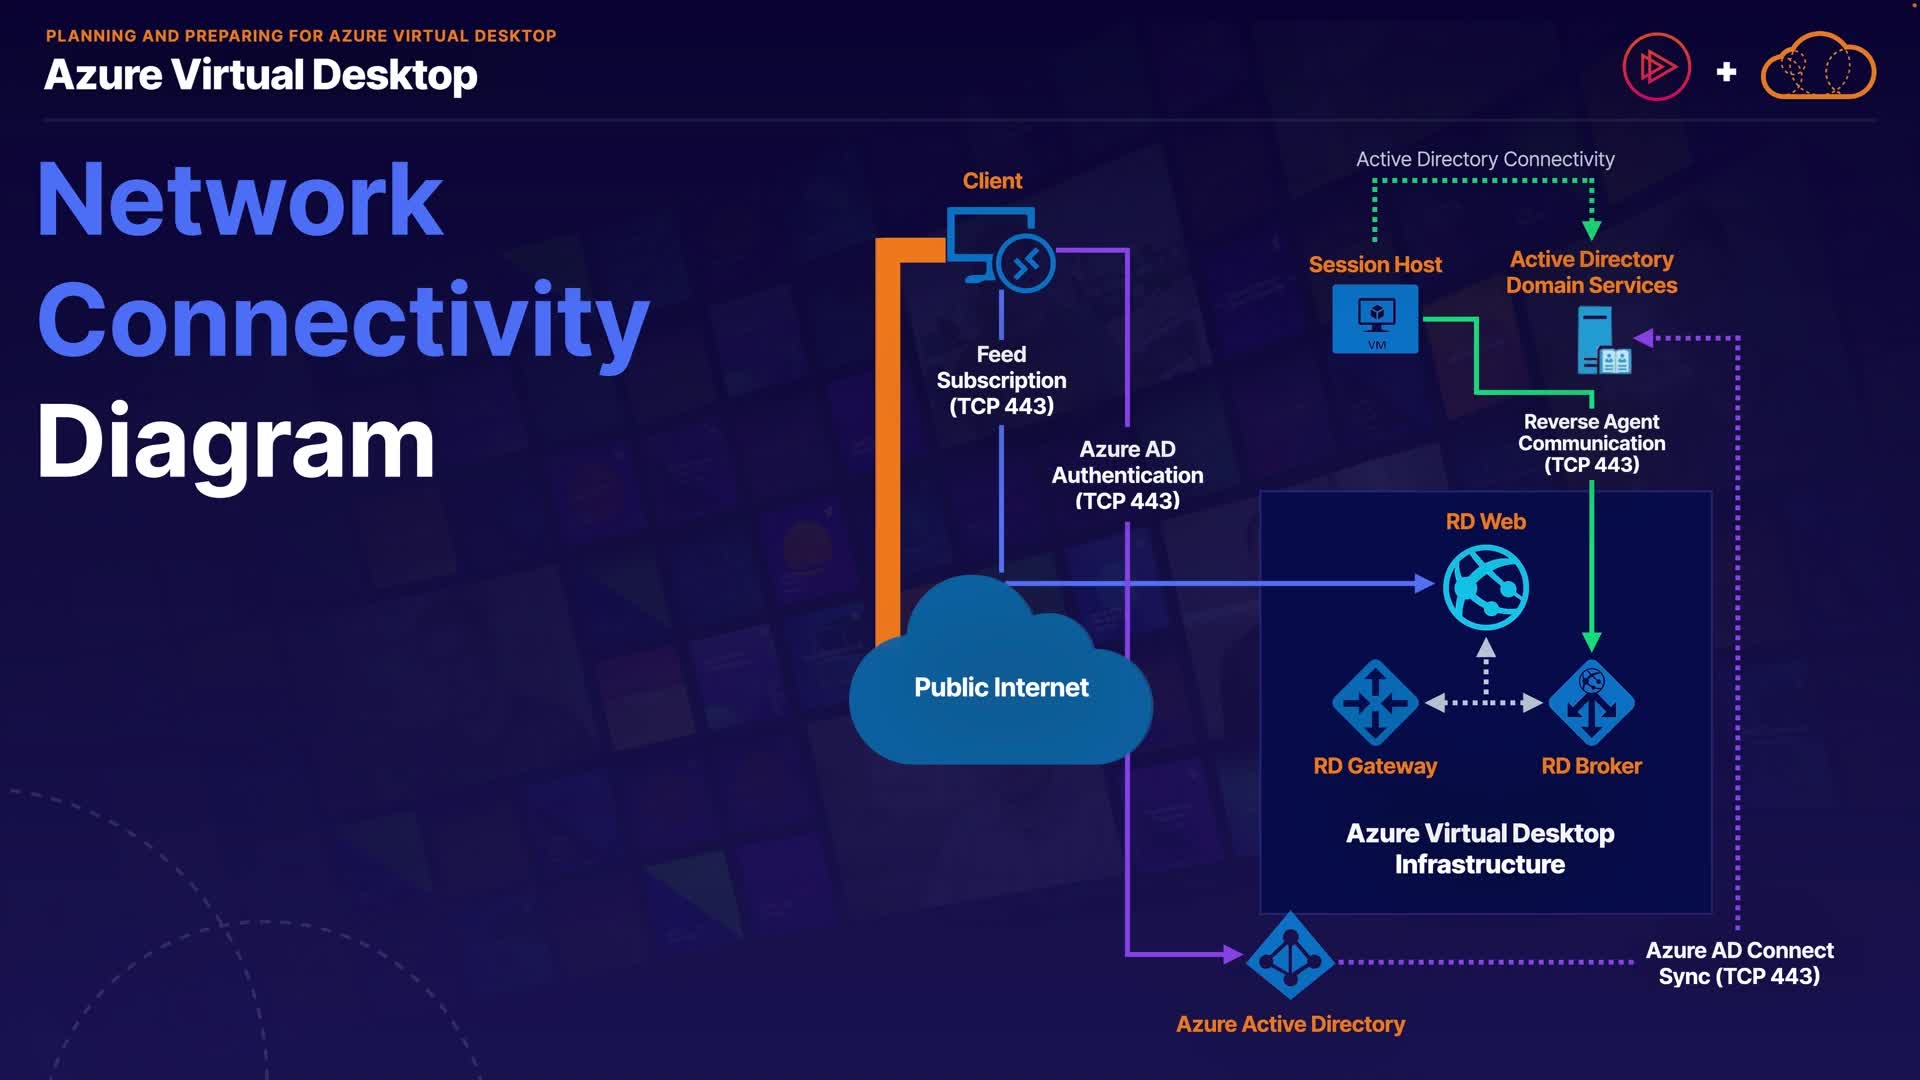 PLANNING AND PREPARING FOR AZURE VIRTUAL DESKTOP
Azure Virtual Desktop
Network
Connectivity
Diagram
Client
Feed
Subscription
(TCP 443)
Azure AD
Authentication
(TCP 443)
Public Internet
Active Directory Connectivity
Session Host
VM
Active Directory
Domain Services
Reverse Agent
Communication
(TCP 443)
RD Web
RD Gateway
RD Broker
Azure Virtual Desktop
Infrastructure
Azure AD Connect
Sync (TCP 443)
Azure Active Directory